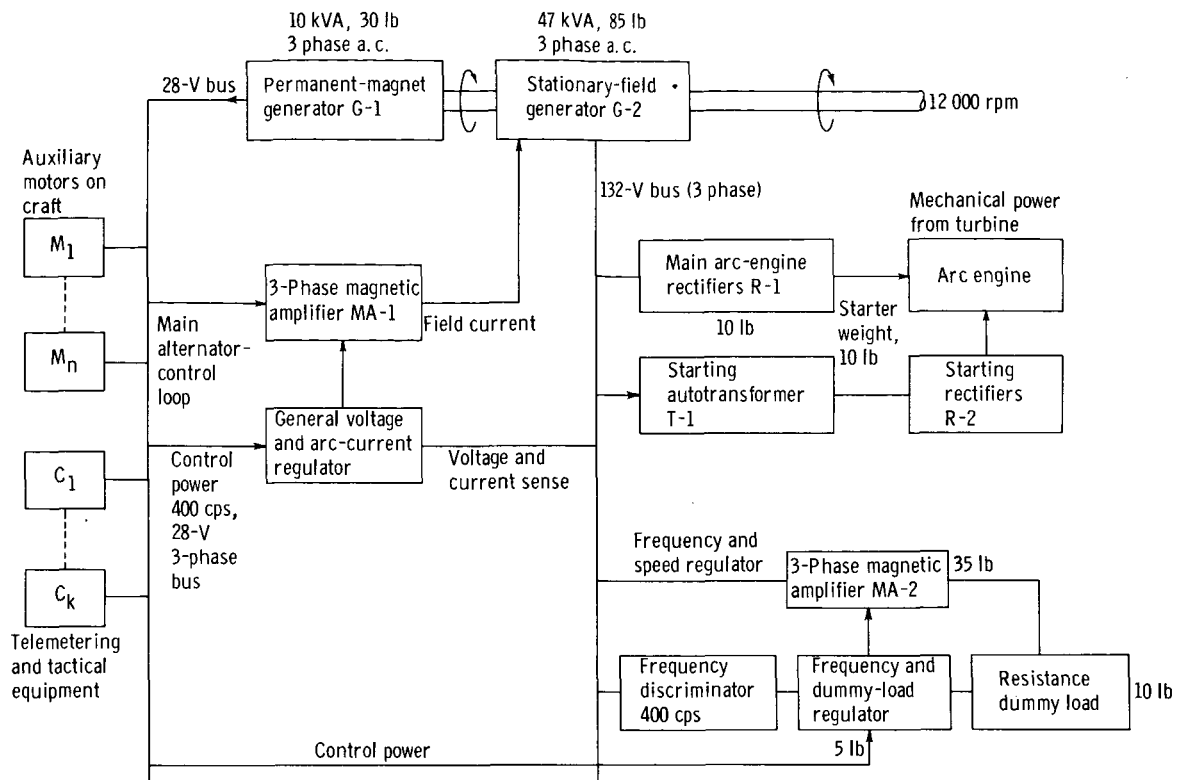 10 kVA, 30 lb
3 phase a.c.
47 kVA, 85 lb
3 phase a.c.
28-V bus
Permanent-magnet
generator G-1
Stationary-field
generator G-2
12 000 rpm
Auxiliary
motors on
craft
132-V bus (3 phase)
Mechanical power
from turbine
M1
Main arc-engine
rectifiers R-1
Arc engine
3-Phase magnetic
amplifier MA-1
Field current
10 lb
Starter
weight,
10 lb
Mn
Main
alternator-
control
loop
Starting
autotransformer
T-1
Starting
rectifiers
R-2
General voltage
and arc-current
regulator
Voltage and
current sense
C1
Control
power
400 cps,
28-V
3-phase
bus
Frequency and
speed regulator
3-Phase magnetic
amplifier MA-2
35 lb
Ck
Telemetering
and tactical
equipment
Frequency
discriminator
400 cps
Frequency and
dummy-load
regulator
Resistance
dummy load
10 lb
Control power
5 lb